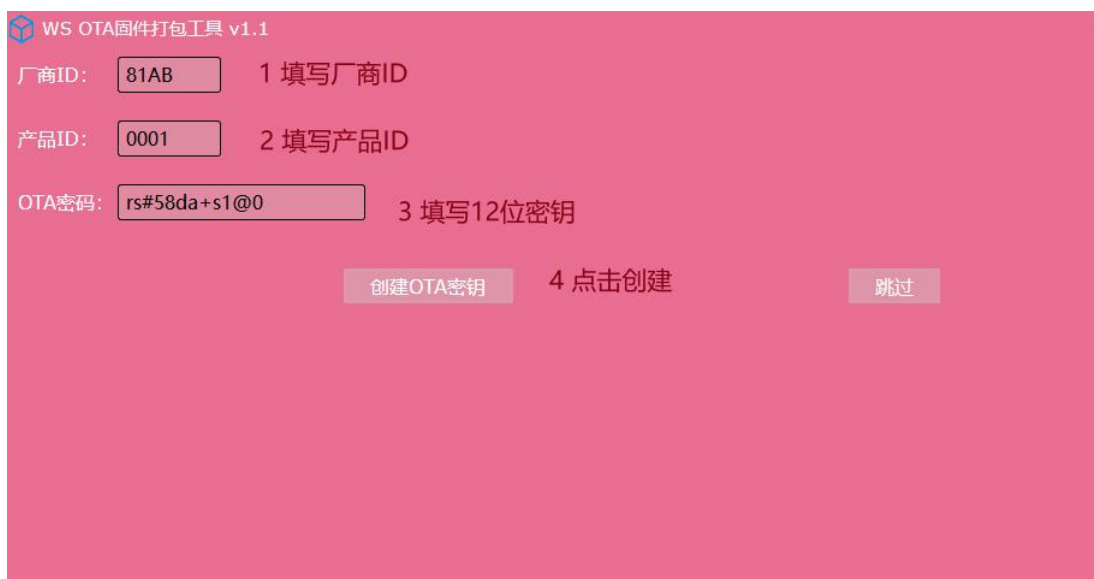 WS OTA固件打包工具 v1.1
厂商ID: 81AB 1 填写厂商ID
产品ID: 0001 2 填写产品ID
OTA密码: rs#58da+s1@0 3 填写12位密钥
创建OTA密钥 4 点击创建 跳过